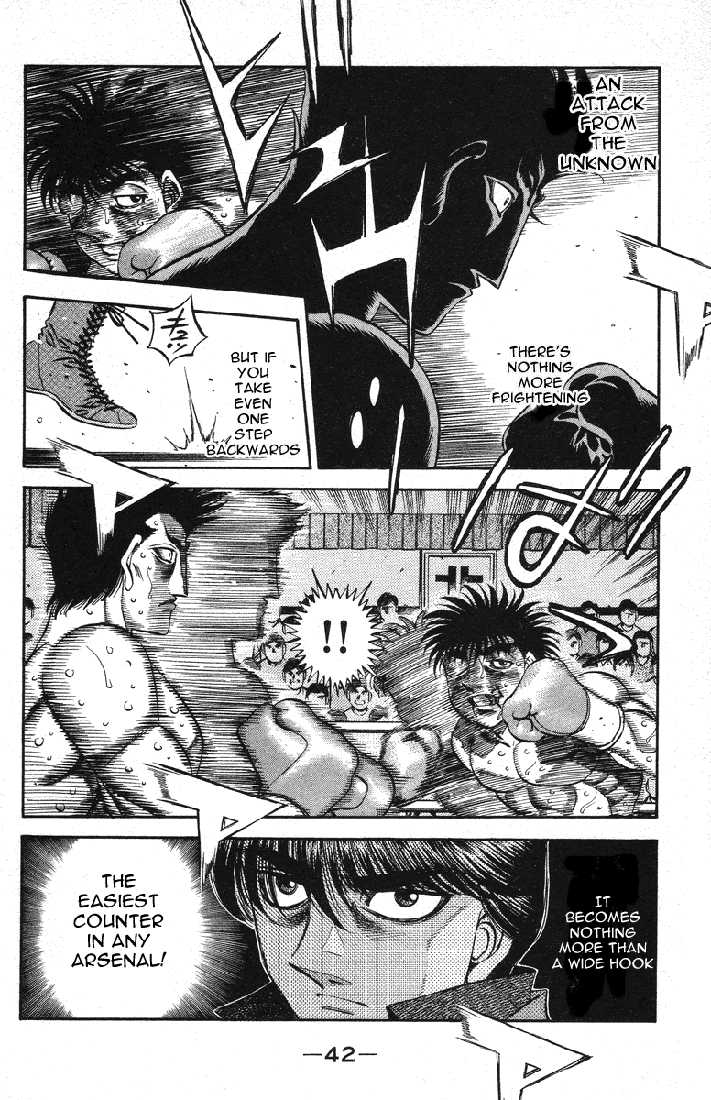 AN
ATTACK
FROM
THE
UNKNOWN
THERE'S
NOTHING
MORE
FRIGHTENING
BUT IF
YOU
TAKE
EVEN
ONE
STEP
BACKWARDS
!!
IT
BECOMES
NOTHING
MORE THAN
A WIDE HOOK
THE
EASIEST
COUNTER
IN ANY
ARSENAL!
—42—